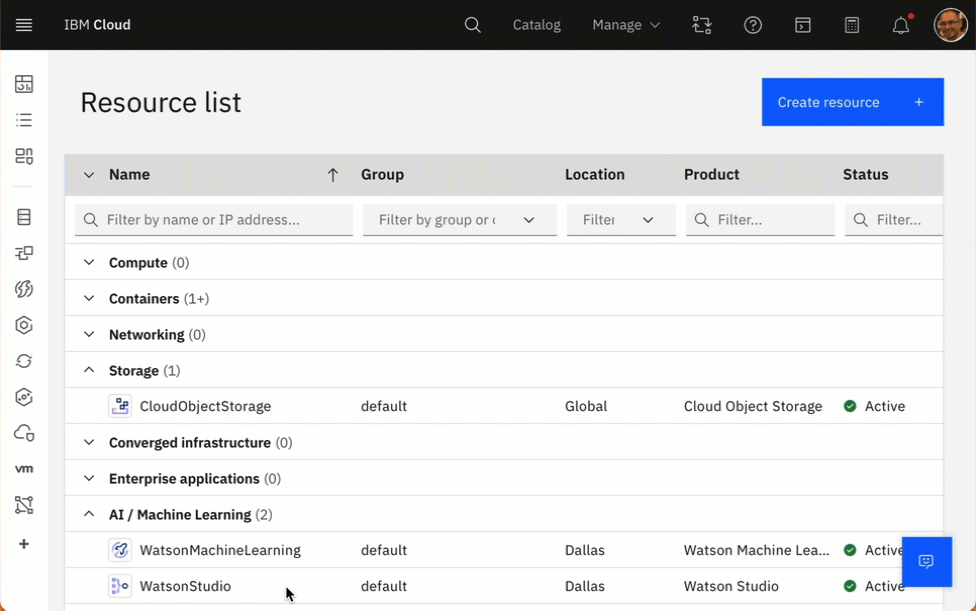 IBM Cloud Catalog Manage
Resource list
Create resource +
Name Group Location Product Status
Filter by name or IP address... Filter by group or Filter Filter... Filter...
Compute (0)
Containers (1+)
Networking (0)
Storage (1)
CloudObjectStorage default Global Cloud Object Storage Active
Converged infrastructure (0)
Enterprise applications (0)
AI / Machine Learning (2)
WatsonMachineLearning default Dallas Watson Machine Lea... Active
vm
WatsonStudio default Dallas Watson Studio Active